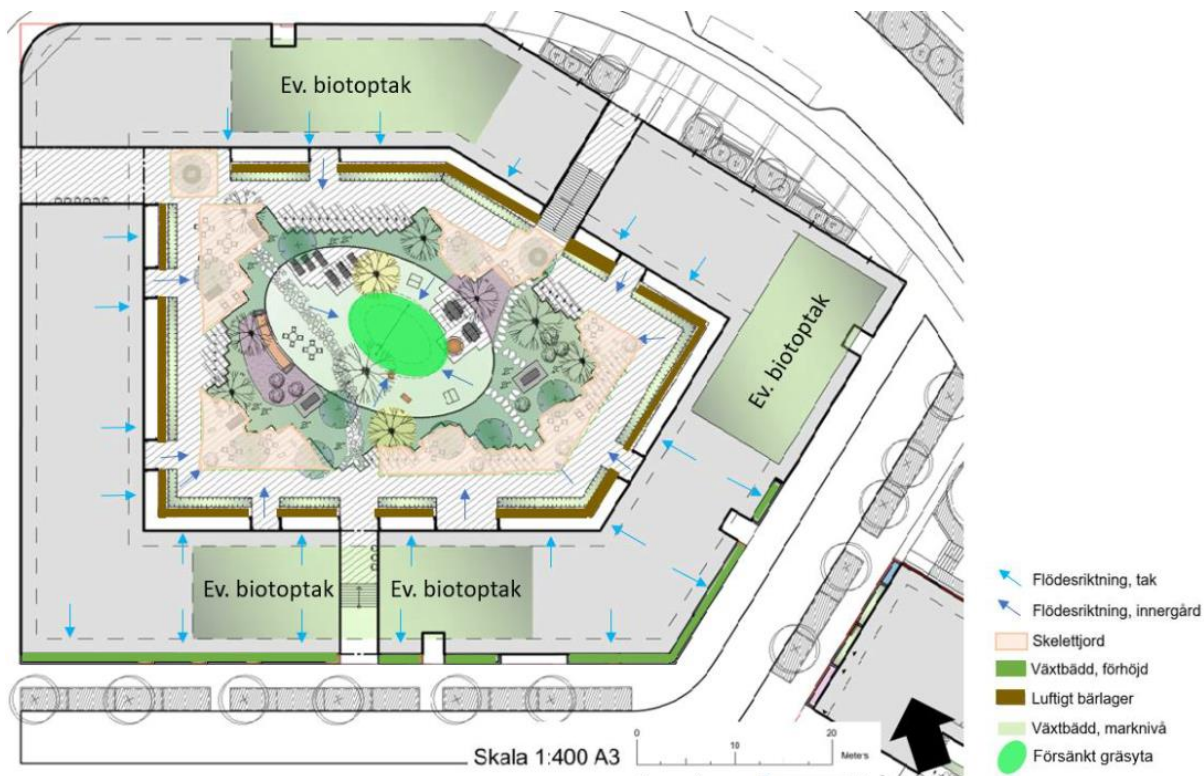 Ev. biotoptak
Ev. biotoptak
Ev. biotoptak
Ev. biotoptak
Flödesriktning, tak
Flödesriktning, innergård
Skelettjord
Växtbädd, förhöjd
Luftigt bärlager
Växtbädd, marknivå
Försänkt gräsyta
Skala 1:400 A3
0 10 20
Meters